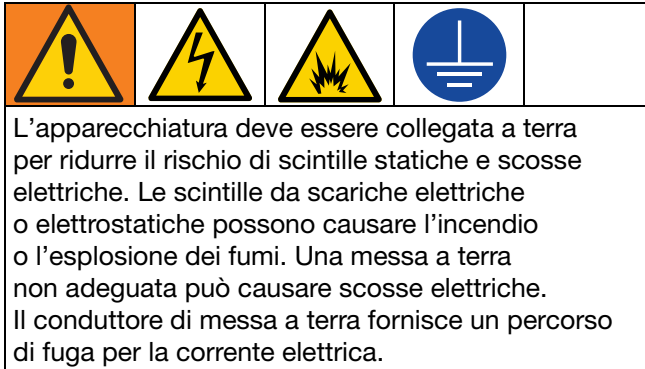 L'apparecchiatura deve essere collegata a terra
per ridurre il rischio di scintille statiche e scosse
elettriche. Le scintille da scariche elettriche
o elettrostatiche possono causare l'incendio
o l'esplosione dei fumi. Una messa a terra
non adeguata può causare scosse elettriche.
Il conduttore di messa a terra fornisce un percorso
di fuga per la corrente elettrica.